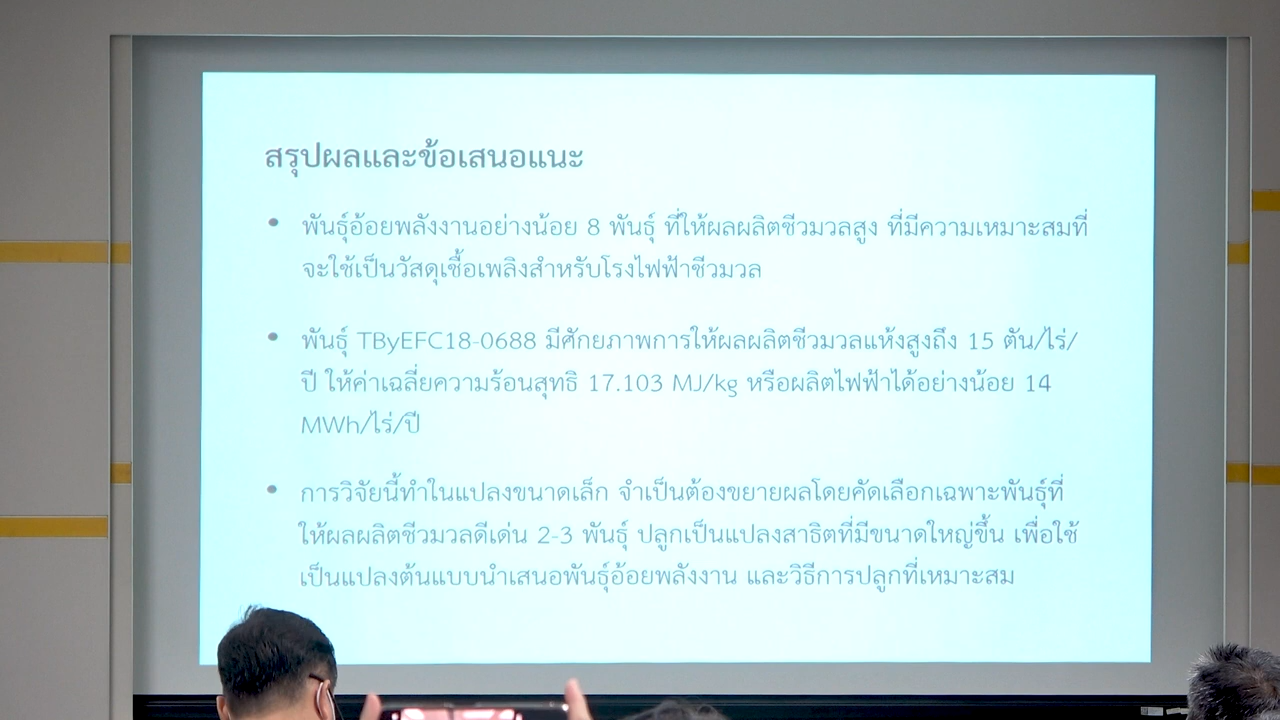 สรุปผลและข้อเสนอแนะ
• พันธุ์อ้อยพลังงานอย่างน้อย 8 พันธุ์ ที่ให้ผลผลิตชีวมวลสูง ที่มีความเหมาะสมที่
จะใช้เป็นวัสดุเชื้อเพลิงสำหรับโรงไฟฟ้าชีวมวล
• พันธุ์ TByEFC18-0688 มีศักยภาพการให้ผลผลิตชีวมวลแห้งสูงถึง 15 ตัน/ไร่/
ปี ให้ค่าเฉลี่ยความร้อนสุทธิ 17.103 MJ/kg หรือผลิตไฟฟ้าได้อย่างน้อย 14
MWh/ไร่/ปี
• การวิจัยนี้ทำในแปลงขนาดเล็ก จำเป็นต้องขยายผลโดยคัดเลือกเฉพาะพันธุ์ที่
ให้ผลผลิตชีวมวลดีเด่น 2-3 พันธุ์ ปลูกเป็นแปลงสาธิตที่มีขนาดใหญ่ขึ้น เพื่อใช้
เป็นแปลงต้นแบบนำเสนอพันธุ์อ้อยพลังงาน และวิธีการปลูกที่เหมาะสม